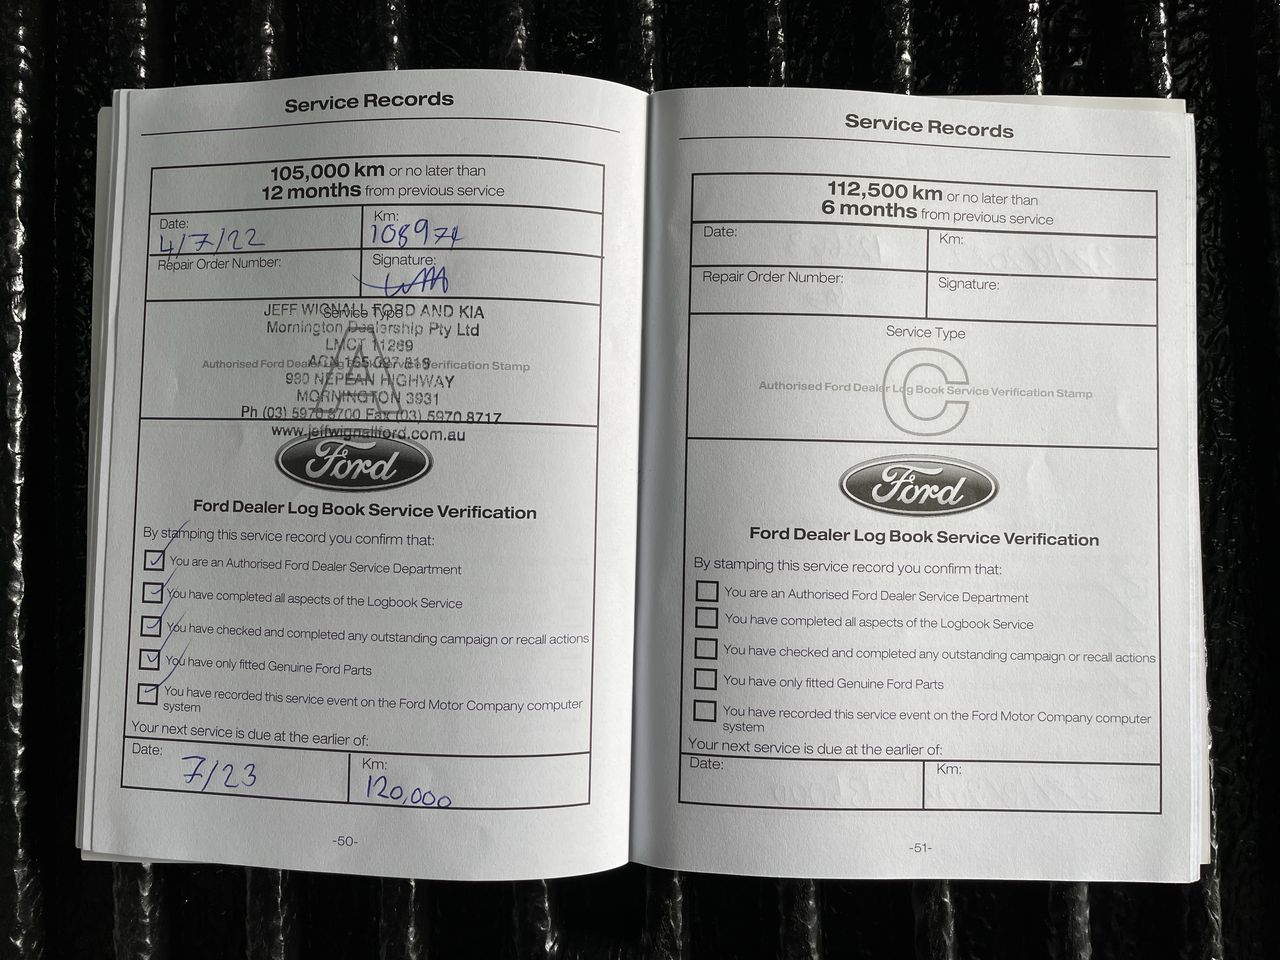 Service Records
105,000 km or no later than
12 months from previous service
Date:
4/7/22
Km:
108974
Repair Order Number:
Signature:
Service Type
JEFF WIGNALL FORD AND KIA
Mornington Dealership Pty Ltd
LMCT 11269
A
Authorised Ford Dealer Log Book Service Verification Stamp
930 NEPEAN HIGHWAY
MORNINGTON 3931
Ph (03) 5970 8700 Fax (03) 5970 8717
www.jeffwignallford.com.au
Ford
Ford Dealer Log Book Service Verification
By stamping this service record you confirm that:
You are an Authorised Ford Dealer Service Department
You have completed all aspects of the Logbook Service
You have checked and completed any outstanding campaign or recall actions
You have only fitted Genuine Ford Parts
You have recorded this service event on the Ford Motor Company computer
system
Your next service is due at the earlier of:
Date:
7/23
Km:
120,000
-50-
Service Records
112,500 km or no later than
6 months from previous service
Date:
Km:
Repair Order Number:
Signature:
Service Type
C
Authorised Ford Dealer Log Book Service Verification Stamp
Ford
Ford Dealer Log Book Service Verification
By stamping this service record you confirm that:
You are an Authorised Ford Dealer Service Department
You have completed all aspects of the Logbook Service
You have checked and completed any outstanding campaign or recall actions
You have only fitted Genuine Ford Parts
You have recorded this service event on the Ford Motor Company computer
system
Your next service is due at the earlier of:
Date:
Km:
-51-